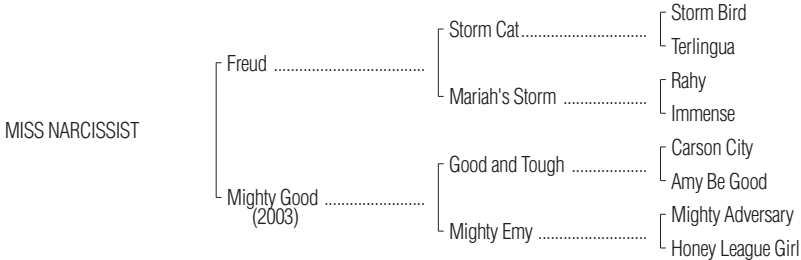 Storm Bird
Storm Cat ..............................
Terlingua
Freud ....................................
Rahy
Mariah's Storm ....................
Immense
MISS NARCISSIST
Carson City
Good and Tough ..................
Amy Be Good
Mighty Good ........................
(2003)
Mighty Adversary
Mighty Emy ..........................
Honey League Girl